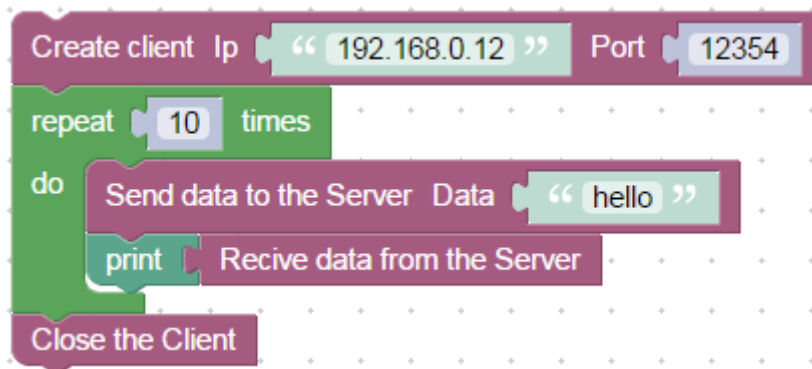 Create client Ip “ 192.168.0.12 ” Port 12354
repeat 10 times
do Send data to the Server Data “ hello ”
print Recive data from the Server
Close the Client